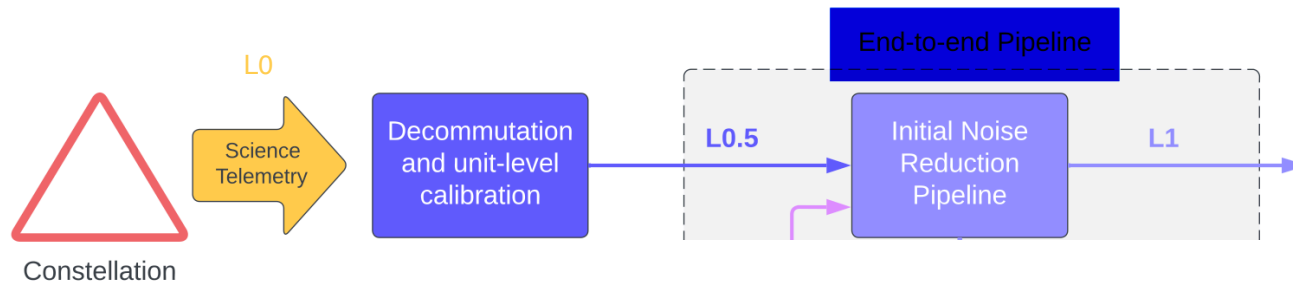 End-to-end Pipeline
L0
Science
Telemetry
Decommutation
and unit-level
calibration
L0.5
Initial Noise
Reduction
Pipeline
L1
Constellation